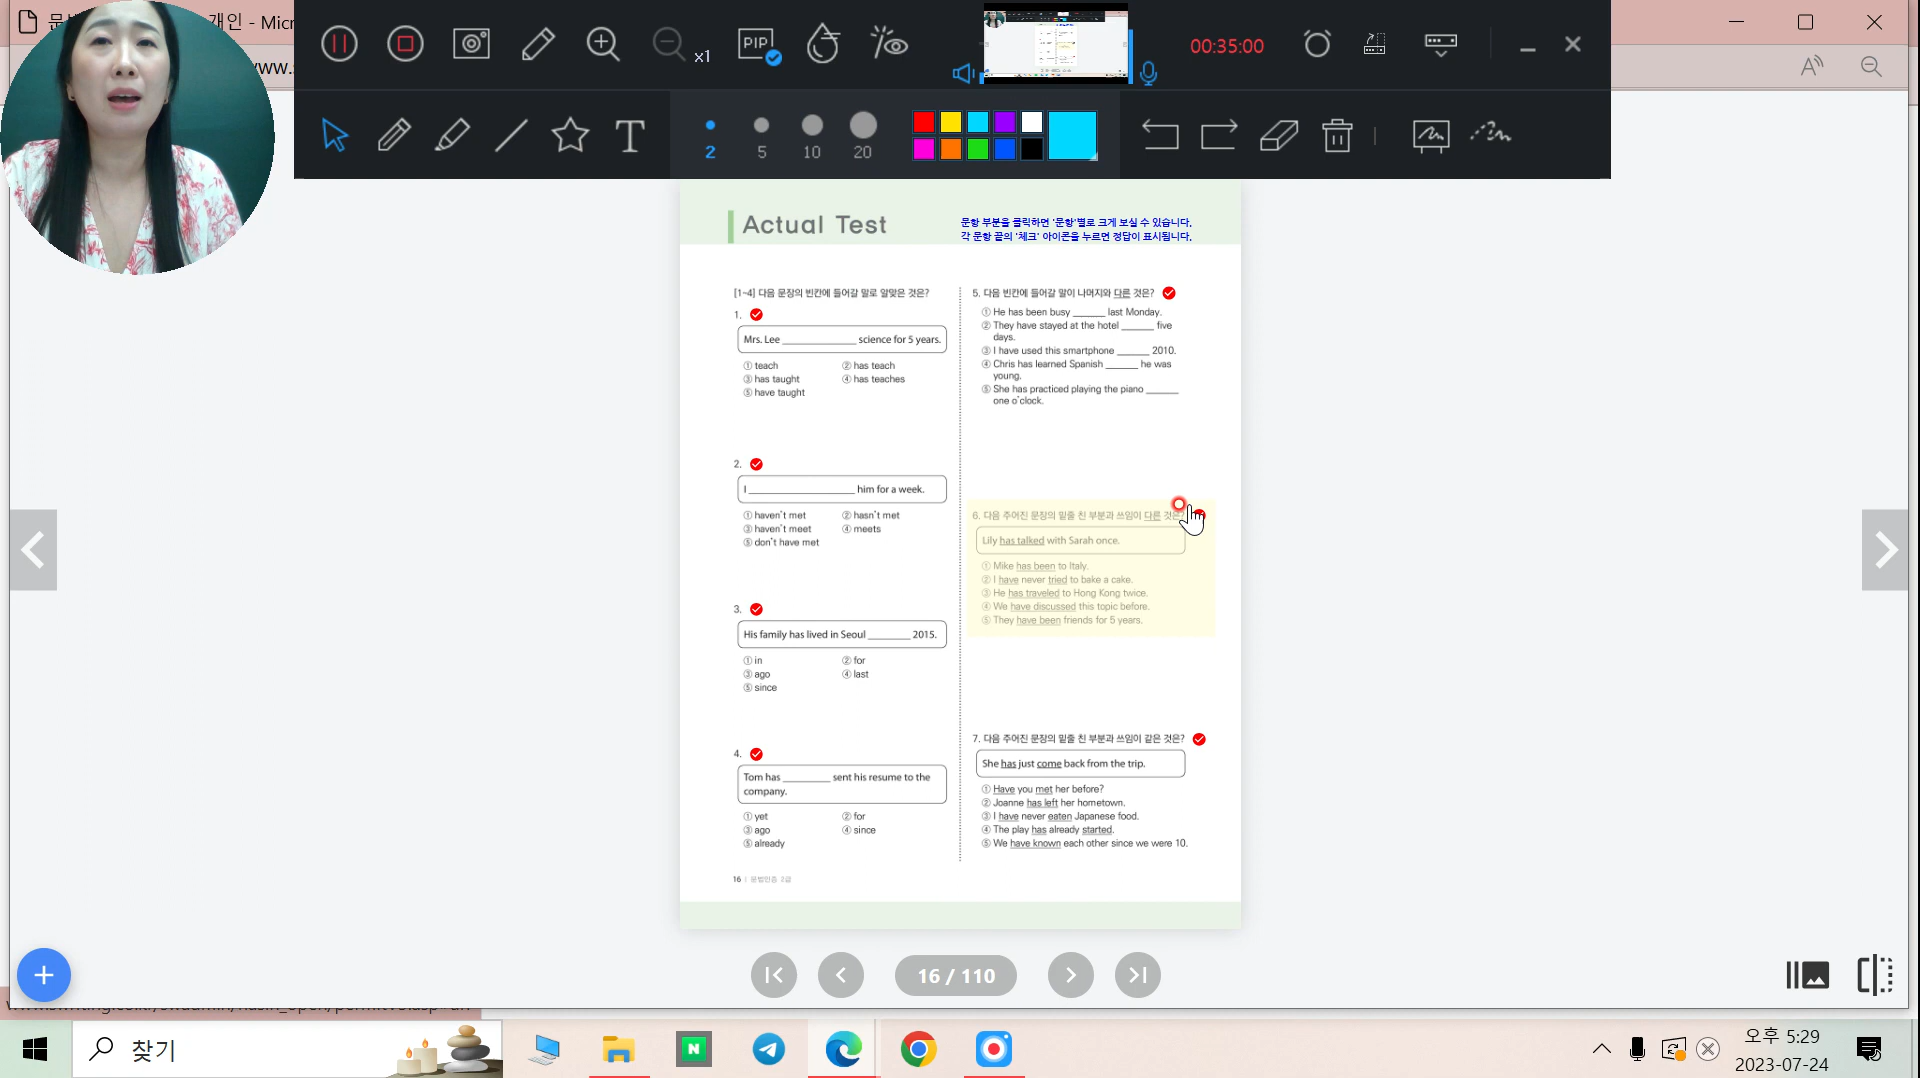 개인 - Micr
x1
PIP
00:35:00
T
2
5
10
20
Actual Test
문항 부분을 클릭하면 '문항'별로 크게 보실 수 있습니다.
각 문항 끝의 '체크' 아이콘을 누르면 정답이 표시됩니다.
[1~4] 다음 문장의 빈칸에 들어갈 말로 알맞은 것은?
1.
Mrs. Lee ______________ science for 5 years.
① teach
② has teach
③ has taught
④ has teaches
⑤ have taught
2.
I ____________________ him for a week.
① haven't met
② hasn't met
③ haven't meet
④ meets
⑤ don't have met
3.
His family has lived in Seoul ________ 2015.
① in
② for
③ ago
④ last
⑤ since
4.
Tom has _________ sent his resume to the
company.
① yet
② for
③ ago
④ since
⑤ already
16 | 문법인증 2급
5. 다음 빈칸에 들어갈 말이 나머지와 다른 것은?
① He has been busy ______ last Monday.
② They have stayed at the hotel ______ five
days.
③ I have used this smartphone ______ 2010.
④ Chris has learned Spanish ______ he was
young.
⑤ She has practiced playing the piano ______
one o'clock.
6. 다음 주어진 문장의 밑줄 친 부분과 쓰임이 다른 것은?
Lily has talked with Sarah once.
① Mike has been to Italy.
② I have never tried to bake a cake.
③ He has traveled to Hong Kong twice.
④ We have discussed this topic before.
⑤ They have been friends for 5 years.
7. 다음 주어진 문장의 밑줄 친 부분과 쓰임이 같은 것은?
She has just come back from the trip.
① Have you met her before?
② Joanne has left her hometown.
③ I have never eaten Japanese food.
④ The play has already started.
⑤ We have known each other since we were 10.
16 / 110
찾기
N
오후 5:29
2023-07-24